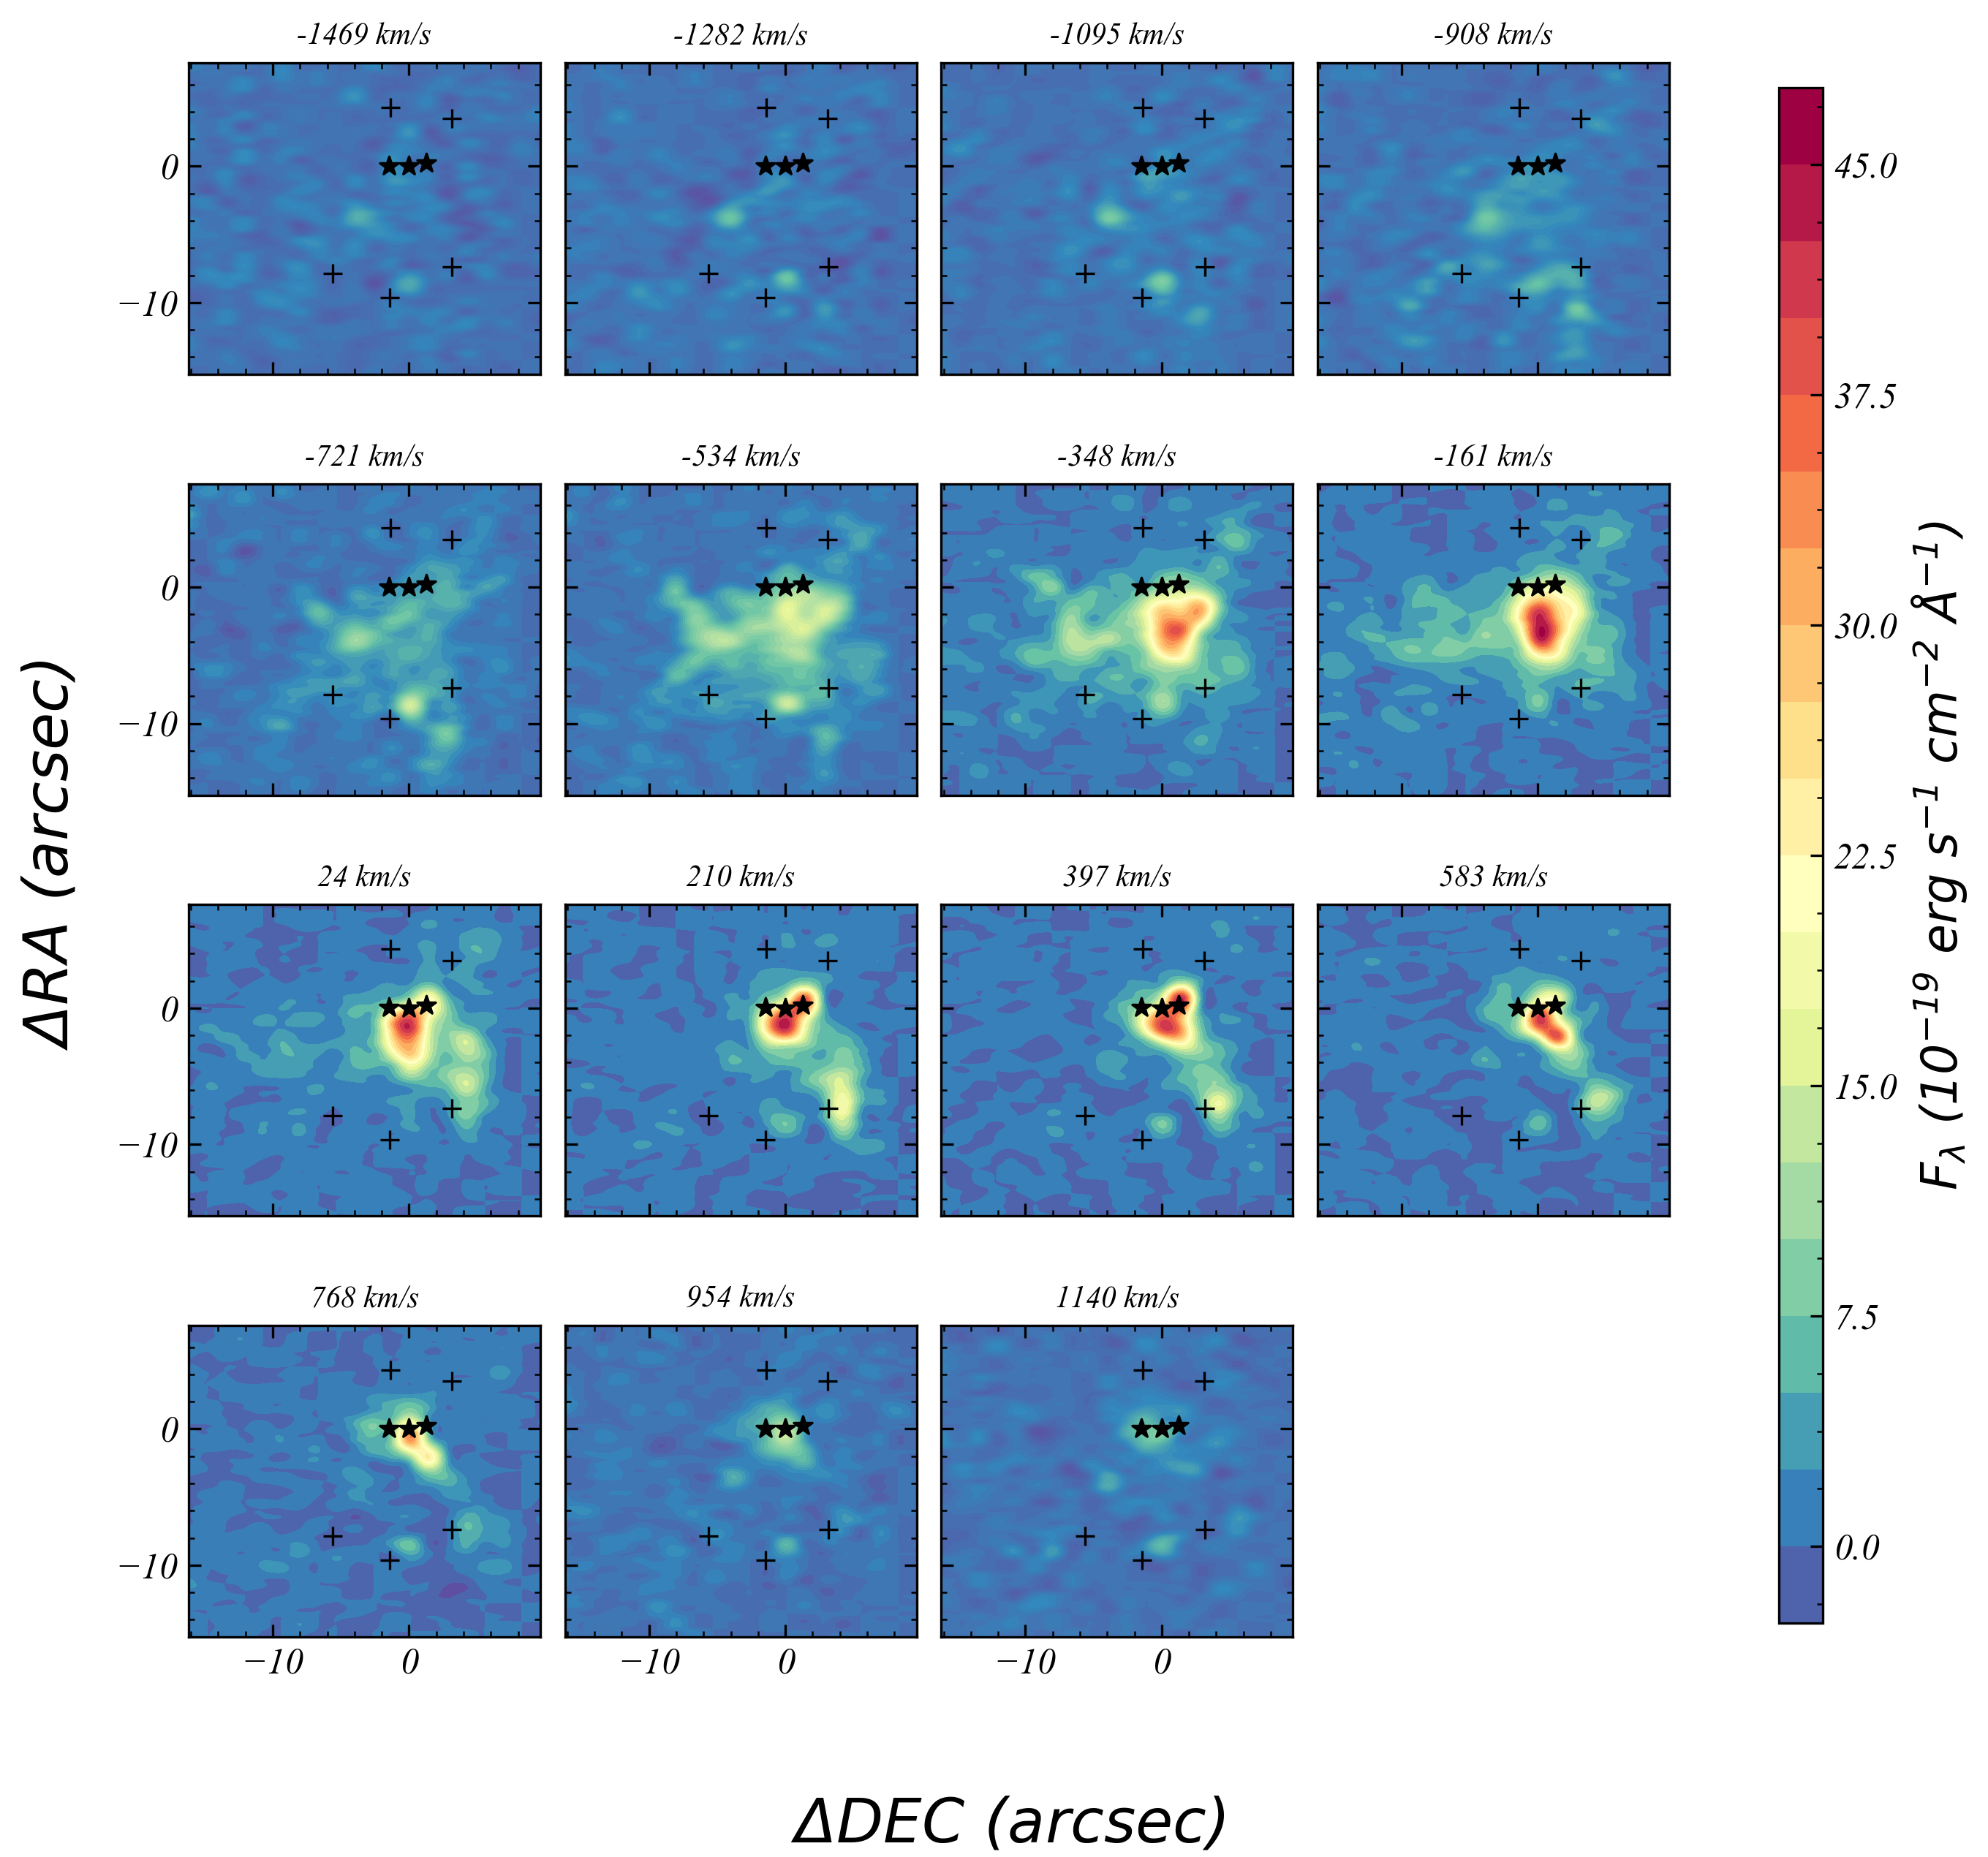 -1469 km/s
-1282 km/s
-1095 km/s
-908 km/s
0
−10
-721 km/s
-534 km/s
-348 km/s
-161 km/s
0
−10
24 km/s
210 km/s
397 km/s
583 km/s
0
−10
768 km/s
954 km/s
1140 km/s
0
−10
−10 0
−10 0
−10 0
ΔRA (arcsec)
ΔDEC (arcsec)
45.0
37.5
30.0
22.5
15.0
7.5
0.0
F_λ (10⁻¹⁹ erg s⁻¹ cm⁻² Å⁻¹)